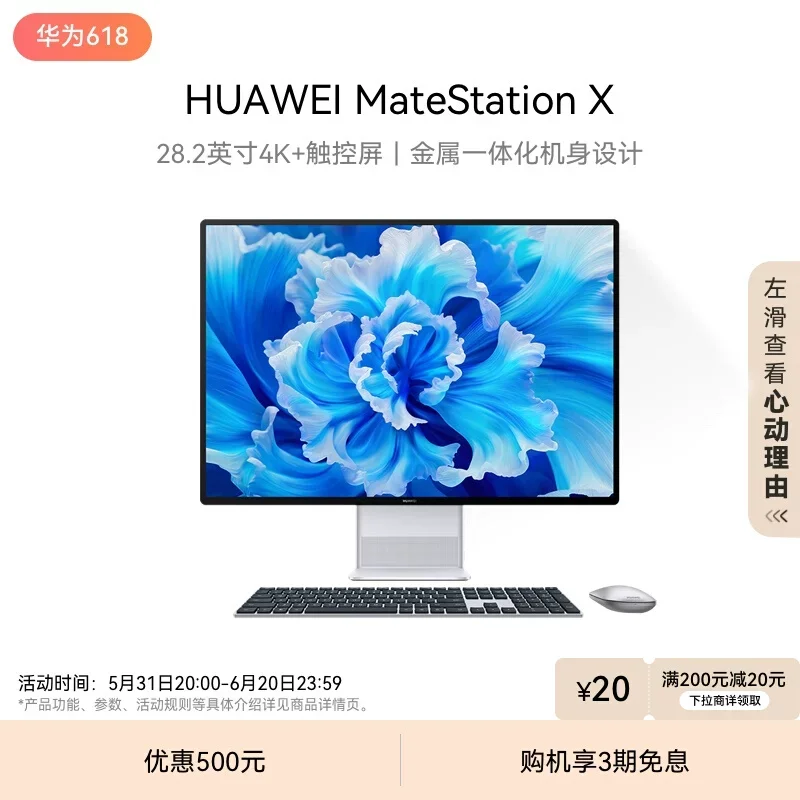 华为618
HUAWEI MateStation X
28.2英寸4K+触控屏丨金属一体化机身设计
左滑查看心动理由
活动时间：5月31日20:00-6月20日23:59
*产品功能、参数、活动规则等具体介绍详见商品详情页。
¥20
满200元减20元
下拉商详领取
优惠500元
购机享3期免息